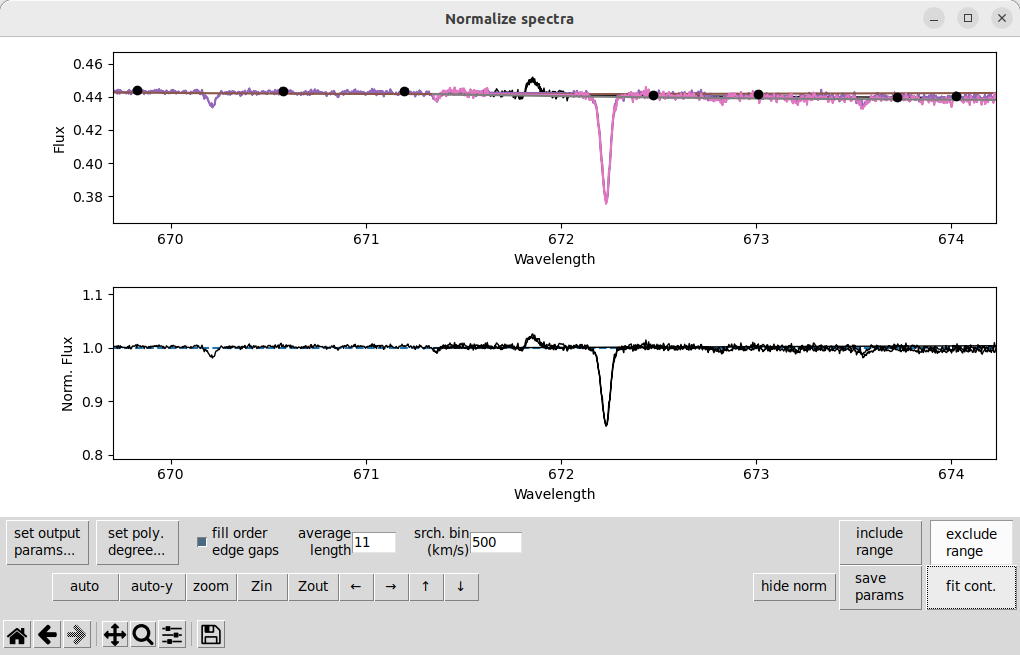 Normalize spectra
0.46
0.44
0.42
0.40
0.38
Flux
670 671 672 673 674
Wavelength
1.1
1.0
0.9
0.8
Norm. Flux
670 671 672 673 674
Wavelength
set output
params...
set poly.
degree...
fill order
edge gaps
average
length 11
srch. bin
(km/s) 500
include
range
exclude
range
auto auto-y zoom Zin Zout ← → ↑ ↓
hide norm
save
params
fit cont.